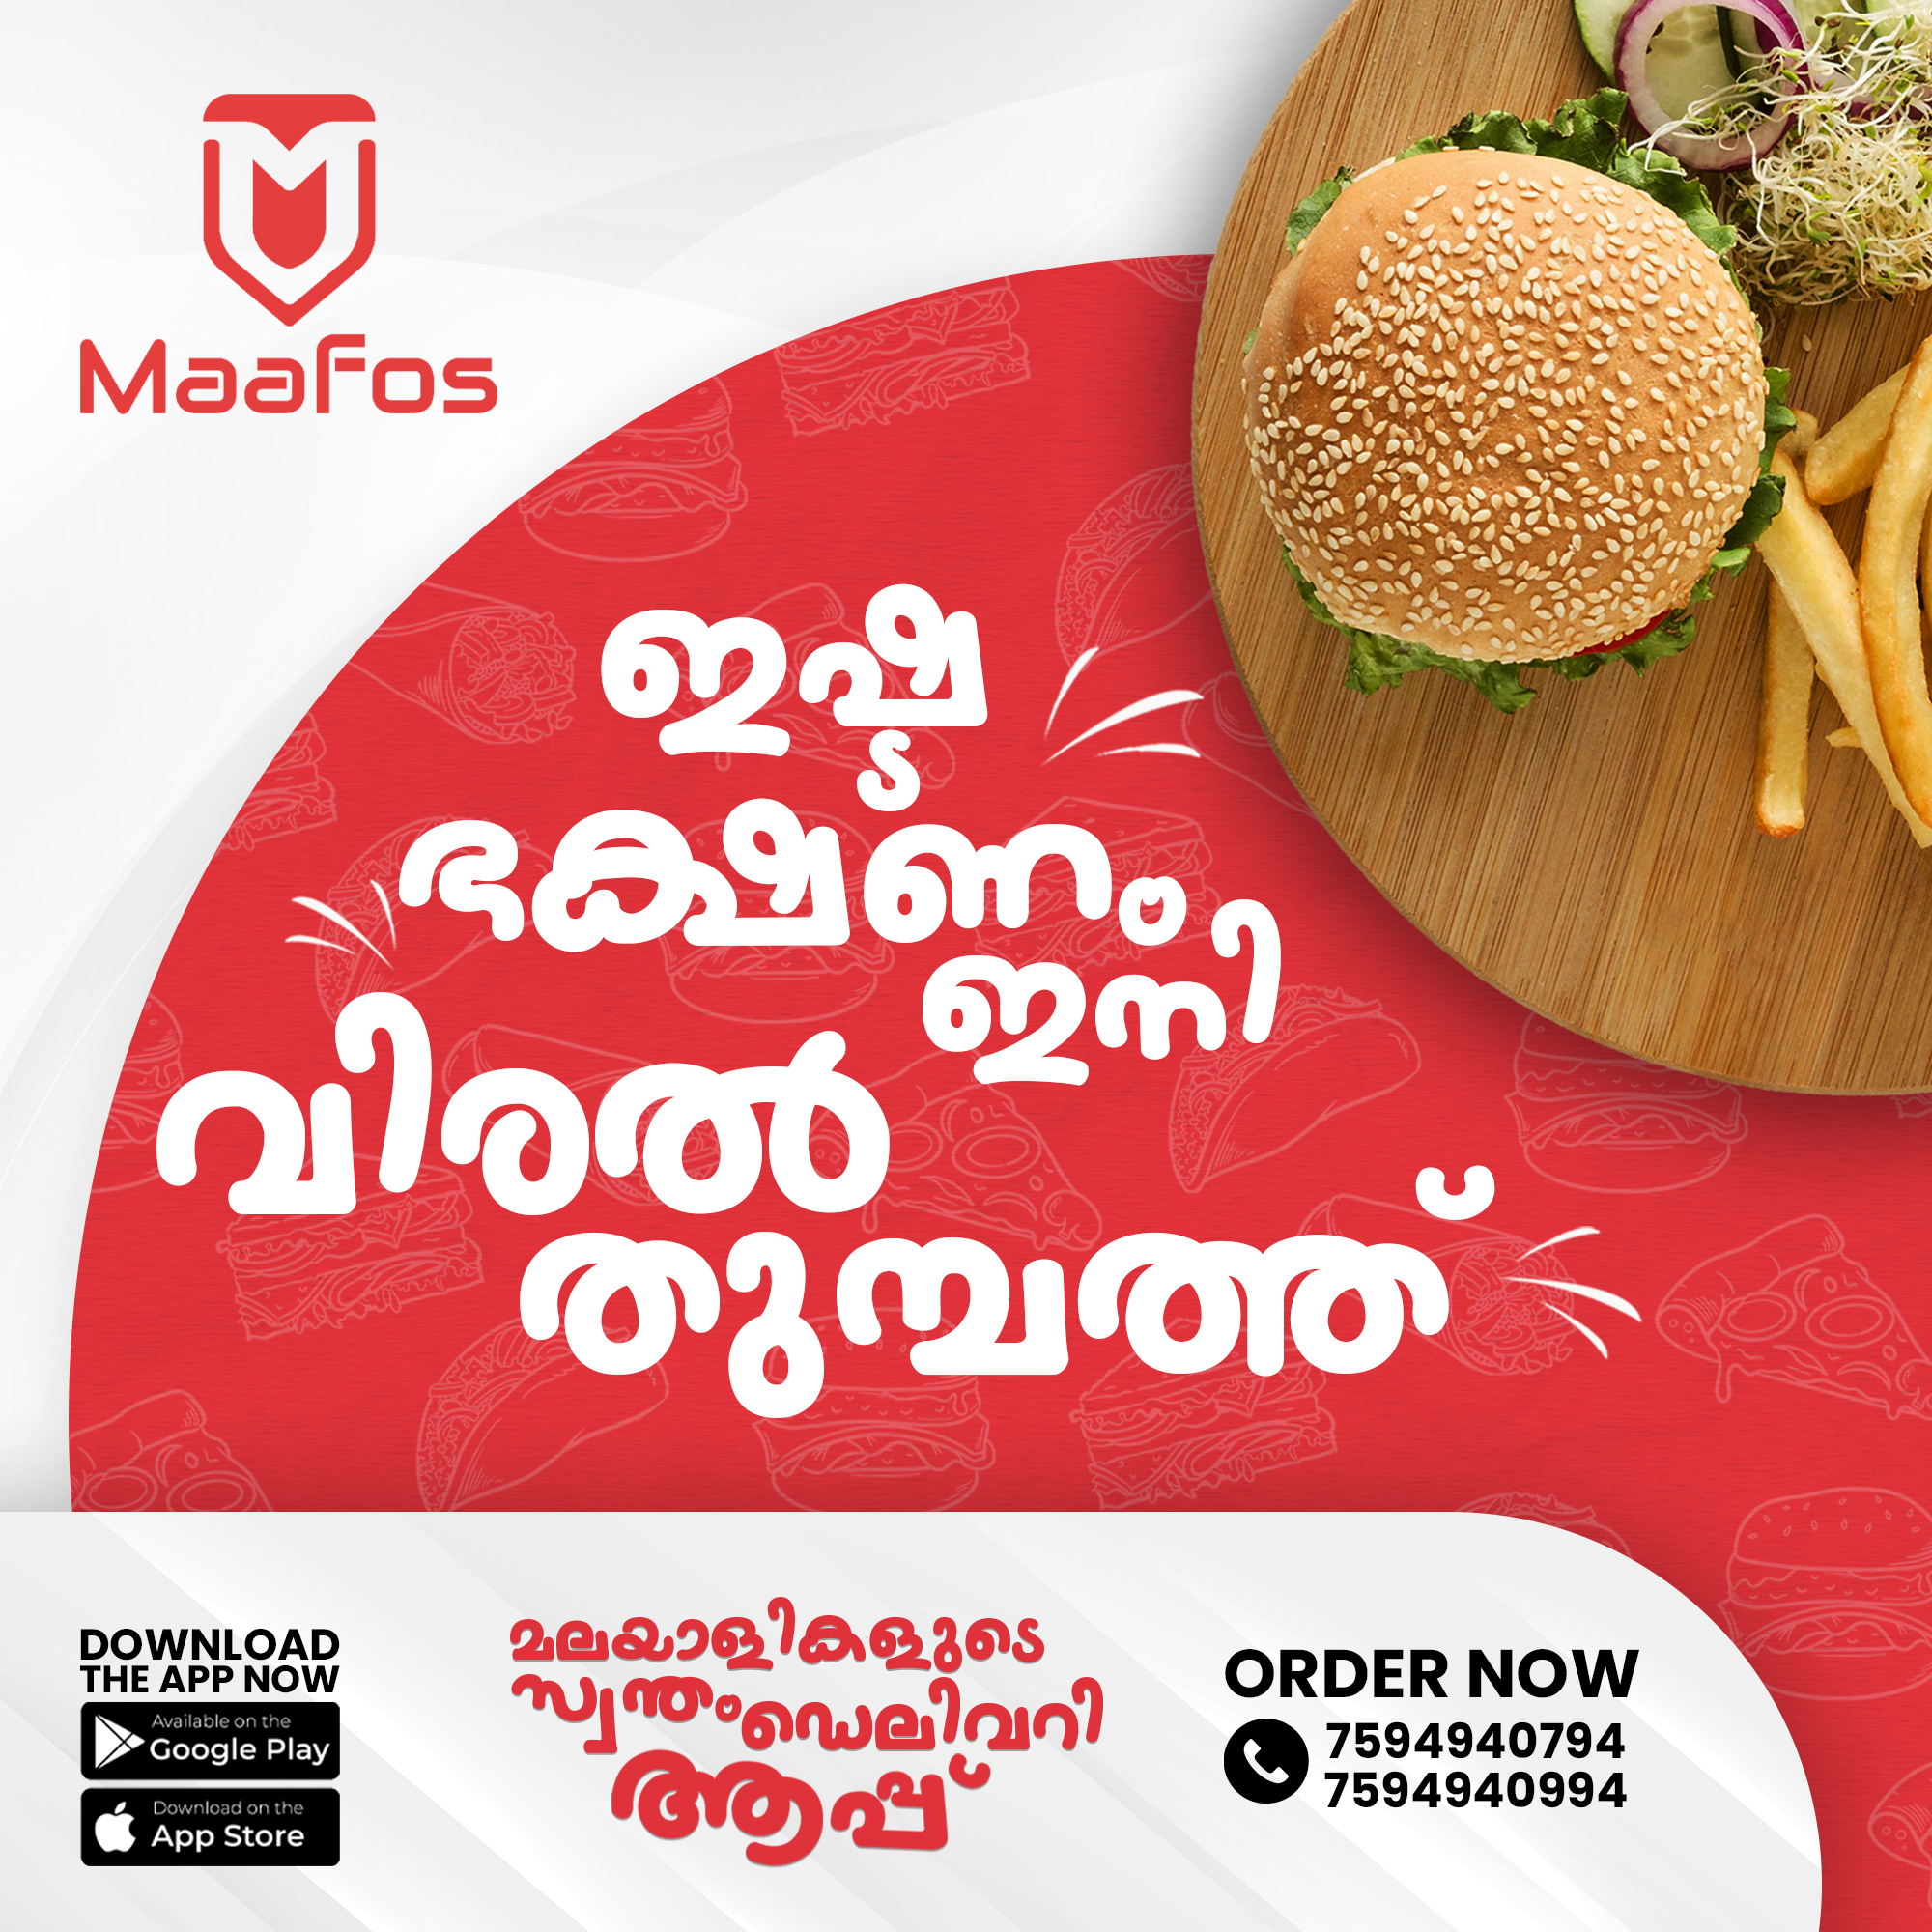 Maafos
ഇഷ്ട
ഭക്ഷണം
ഇനി
വിരൽ
തുമ്പത്ത്
DOWNLOAD
THE APP NOW
Available on the
Google Play
Download on the
App Store
മലയാളികളുടെ
സ്വന്തം ഡെലിവറി
ആപ്പ്
ORDER NOW
7594940794
7594940994